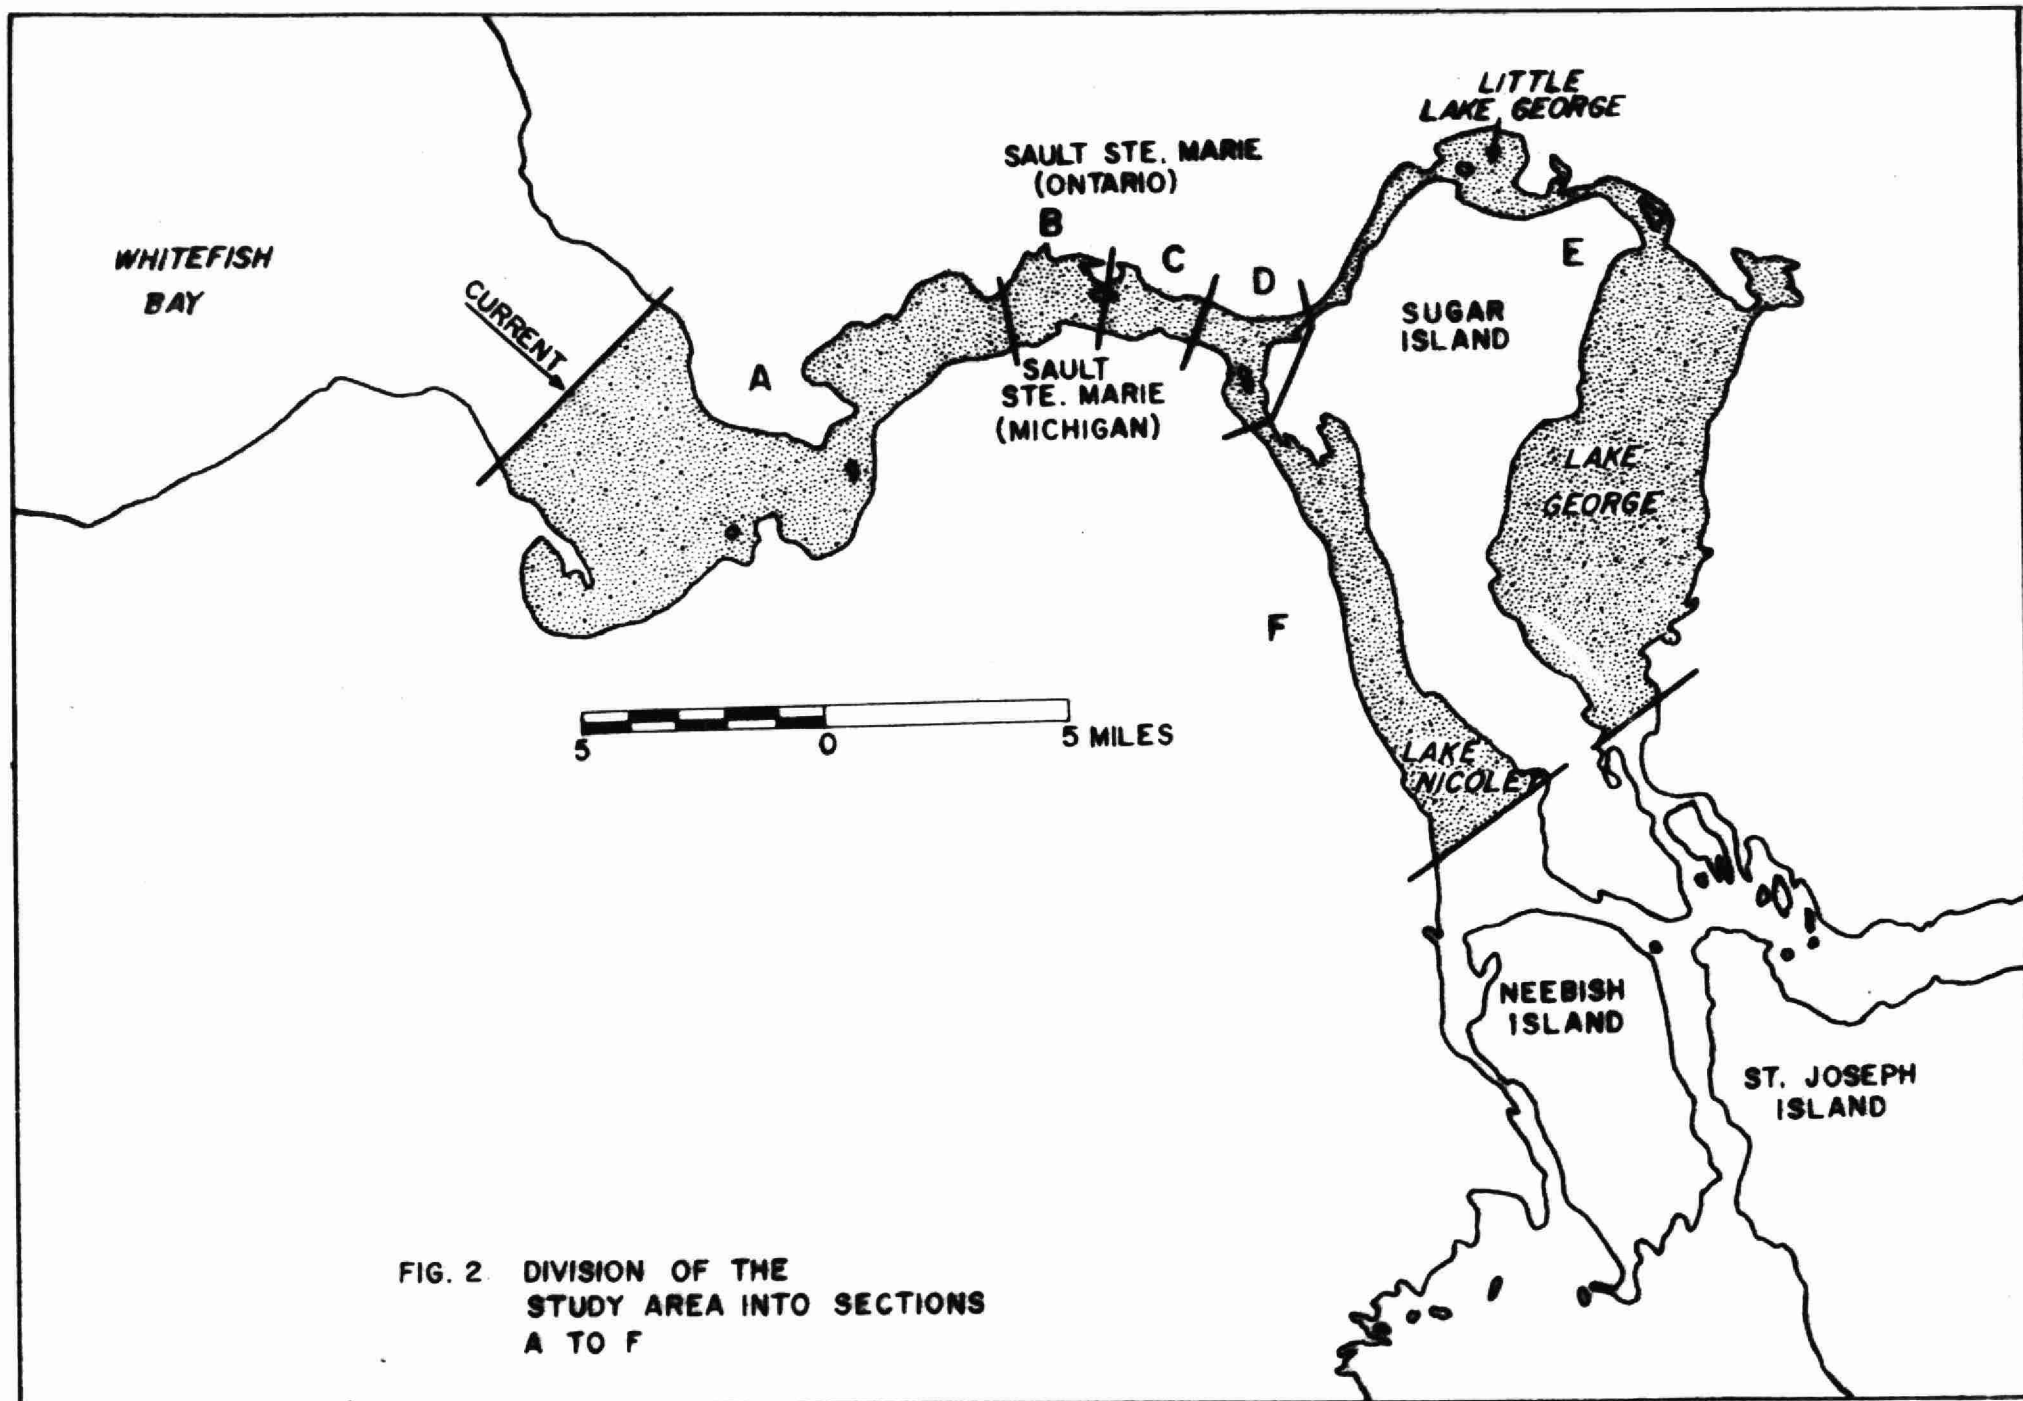 LITTLE
LAKE GEORGE
SAULT STE. MARIE
(ONTARIO)
B
WHITEFISH
BAY
CURRENT
C
D
E
SUGAR
ISLAND
A
SAULT
STE. MARIE
(MICHIGAN)
LAKE
GEORGE
F
5 0 5 MILES
LAKE
NICOLET
NEEBISH
ISLAND
ST. JOSEPH
ISLAND
FIG. 2 DIVISION OF THE
STUDY AREA INTO SECTIONS
A TO F